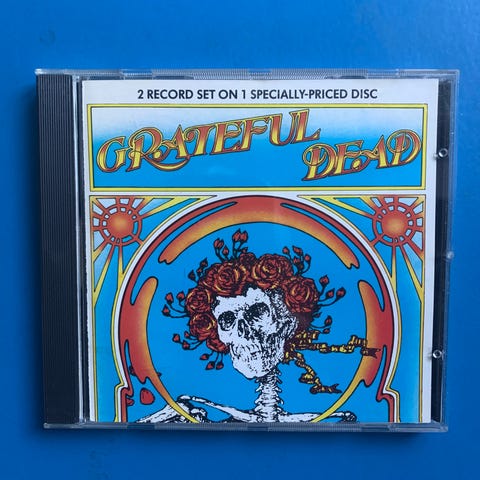 2 RECORD SET ON 1 SPECIALLY-PRICED DISC
GRATEFUL
DEAD